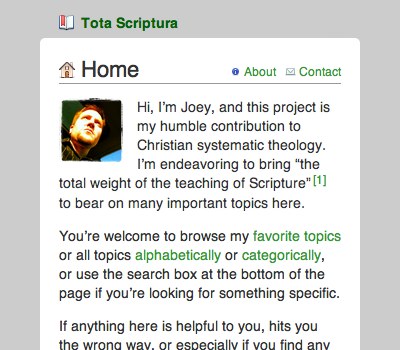 Tota Scriptura
Home
About
Contact
Hi, I’m Joey, and this project is
my humble contribution to
Christian systematic theology.
I’m endeavoring to bring “the
total weight of the teaching of Scripture” [1]
to bear on many important topics here.
You’re welcome to browse my favorite topics
or all topics alphabetically or categorically,
or use the search box at the bottom of the
page if you’re looking for something specific.
If anything here is helpful to you, hits you
the wrong way, or especially if you find any